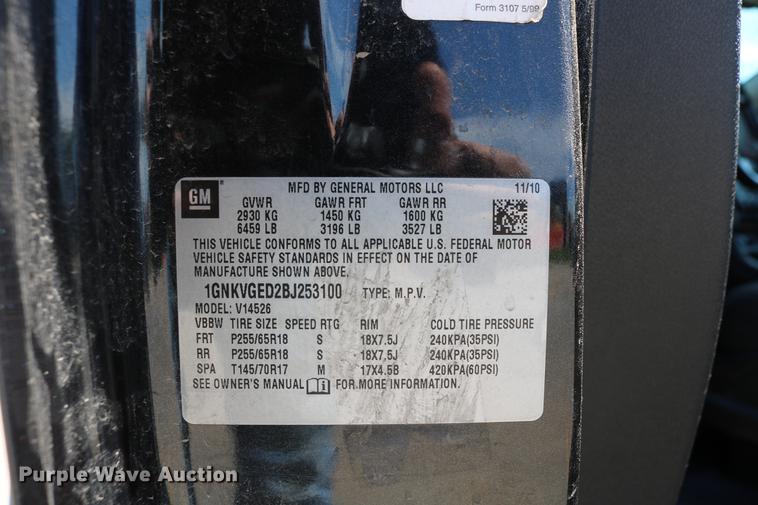 Form 3107 5/99
GM MFD BY GENERAL MOTORS LLC 11/10
GVWR GAWR FRT GAWR RR
2930 KG 1450 KG 1600 KG
6459 LB 3196 LB 3527 LB
THIS VEHICLE CONFORMS TO ALL APPLICABLE U.S. FEDERAL MOTOR
VEHICLE SAFETY STANDARDS IN EFFECT ON THE DATE OF
MANUFACTURE SHOWN ABOVE.
1GNKVGED2BJ253100 TYPE: M.P.V.
MODEL: V14526
VBBW TIRE SIZE SPEED RTG RIM COLD TIRE PRESSURE
FRT P255/65R18 S 18X7.5J 240KPA(35PSI)
RR P255/65R18 S 18X7.5J 240KPA(35PSI)
SPA T145/70R17 M 17X4.5B 420KPA(60PSI)
SEE OWNER'S MANUAL FOR MORE INFORMATION.
Purple Wave Auction